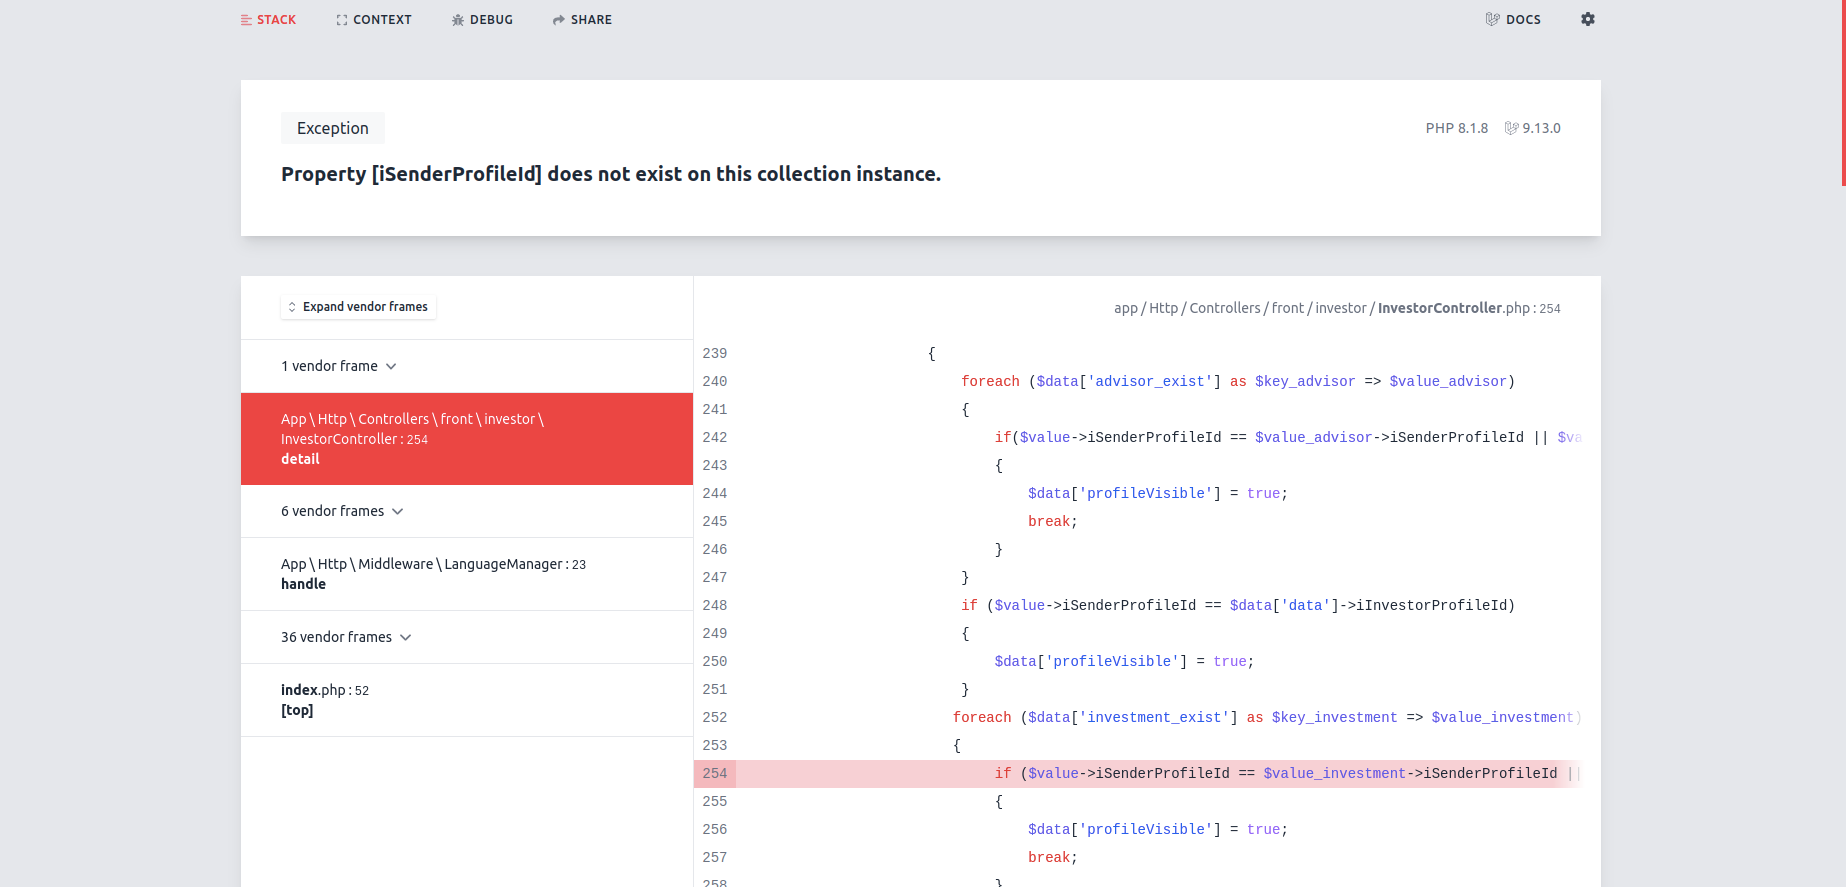 STACK CONTEXT DEBUG SHARE DOCS
Exception
PHP 8.1.8 9.13.0
Property [iSenderProfileId] does not exist on this collection instance.
Expand vendor frames
1 vendor frame
App \ Http \ Controllers \ front \ investor \
InvestorController : 254
detail
6 vendor frames
App \ Http \ Middleware \ LanguageManager : 23
handle
36 vendor frames
index.php : 52
[top]
app / Http / Controllers / front / investor / InvestorController.php : 254
239 {
240 foreach ($data['advisor_exist'] as $key_advisor => $value_advisor)
241 {
242 if($value->iSenderProfileId == $value_advisor->iSenderProfileId || $va
243 {
244 $data['profileVisible'] = true;
245 break;
246 }
247 }
248 if ($value->iSenderProfileId == $data['data']->iInvestorProfileId)
249 {
250 $data['profileVisible'] = true;
251 }
252 foreach ($data['investment_exist'] as $key_investment => $value_investment)
253 {
254 if ($value->iSenderProfileId == $value_investment->iSenderProfileId ||
255 {
256 $data['profileVisible'] = true;
257 break;
258 }